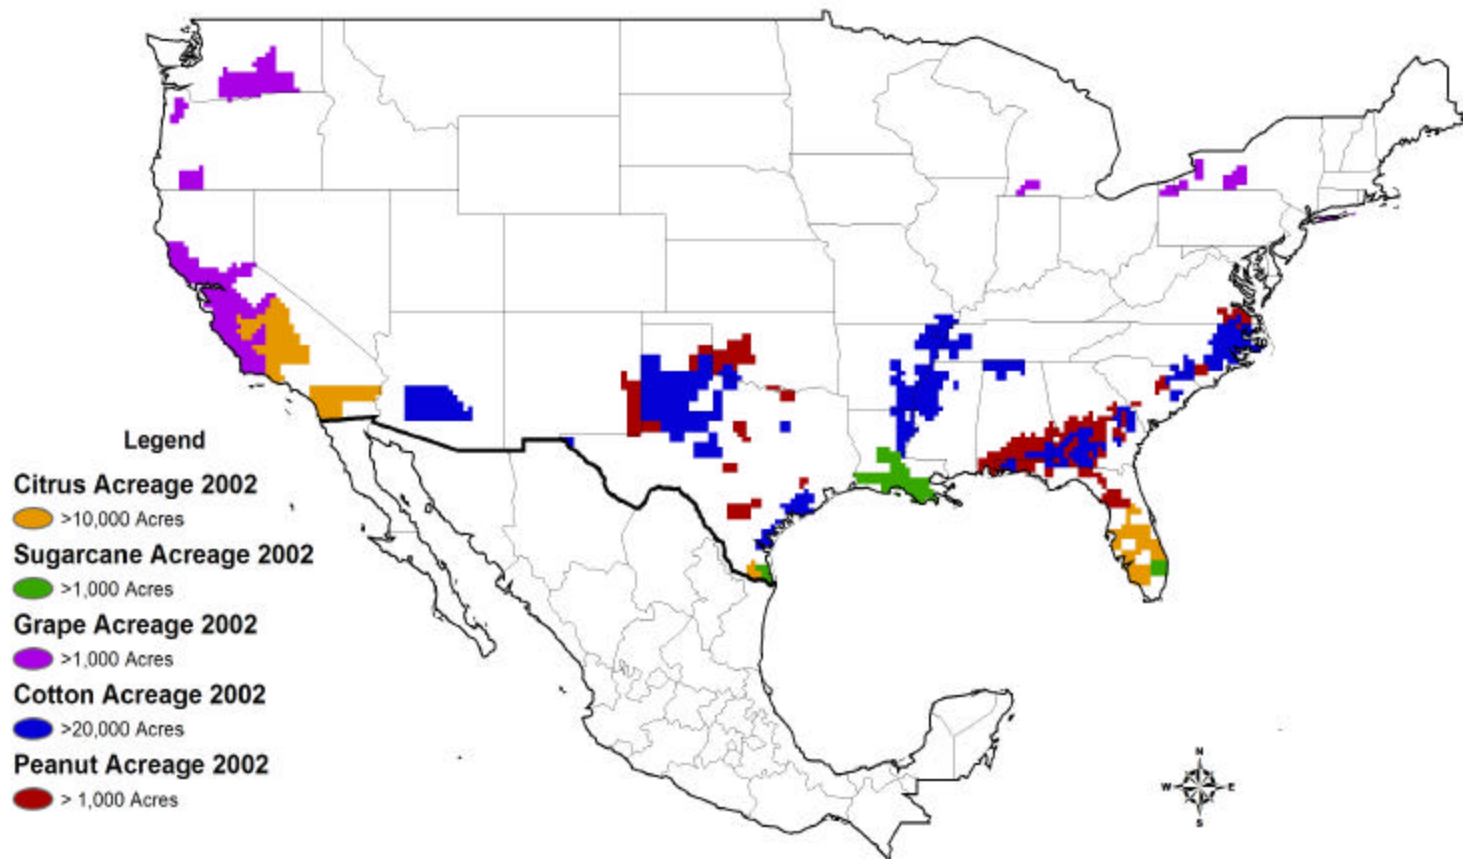 Legend
Citrus Acreage 2002
>10,000 Acres
Sugarcane Acreage 2002
>1,000 Acres
Grape Acreage 2002
>1,000 Acres
Cotton Acreage 2002
>20,000 Acres
Peanut Acreage 2002
> 1,000 Acres
N
W E
S